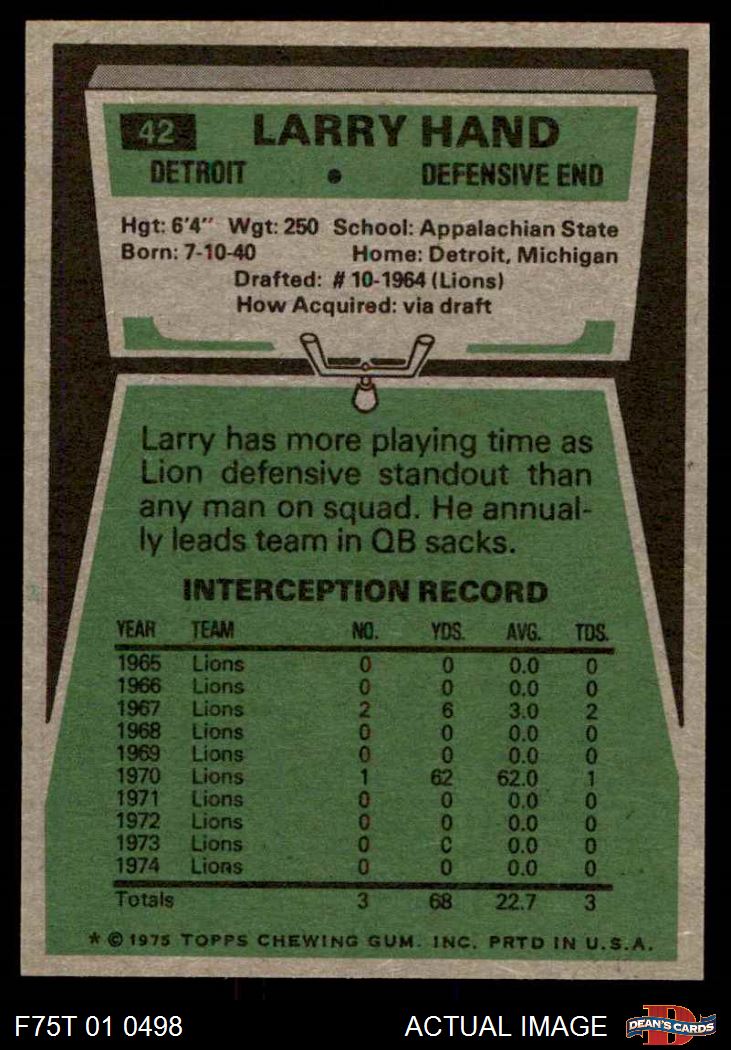 42 LARRY HAND
DETROIT • DEFENSIVE END
Hgt: 6'4" Wgt: 250 School: Appalachian State
Born: 7-10-40 Home: Detroit, Michigan
Drafted: #10-1964 (Lions)
How Acquired: via draft
Larry has more playing time as
Lion defensive standout than
any man on squad. He annual-
ly leads team in QB sacks.
INTERCEPTION RECORD
YEAR TEAM NO. YDS. AVG. TDS.
1965 Lions 0 0 0.0 0
1966 Lions 0 0 0.0 0
1967 Lions 2 6 3.0 2
1968 Lions 0 0 0.0 0
1969 Lions 0 0 0.0 0
1970 Lions 1 62 62.0 1
1971 Lions 0 0 0.0 0
1972 Lions 0 0 0.0 0
1973 Lions 0 0 0.0 0
1974 Lions 0 0 0.0 0
Totals 3 68 22.7 3
* © 1975 TOPPS CHEWING GUM. INC. PRTD IN U.S.A.
F75T 01 0498 ACTUAL IMAGE DEAN'S CARDS